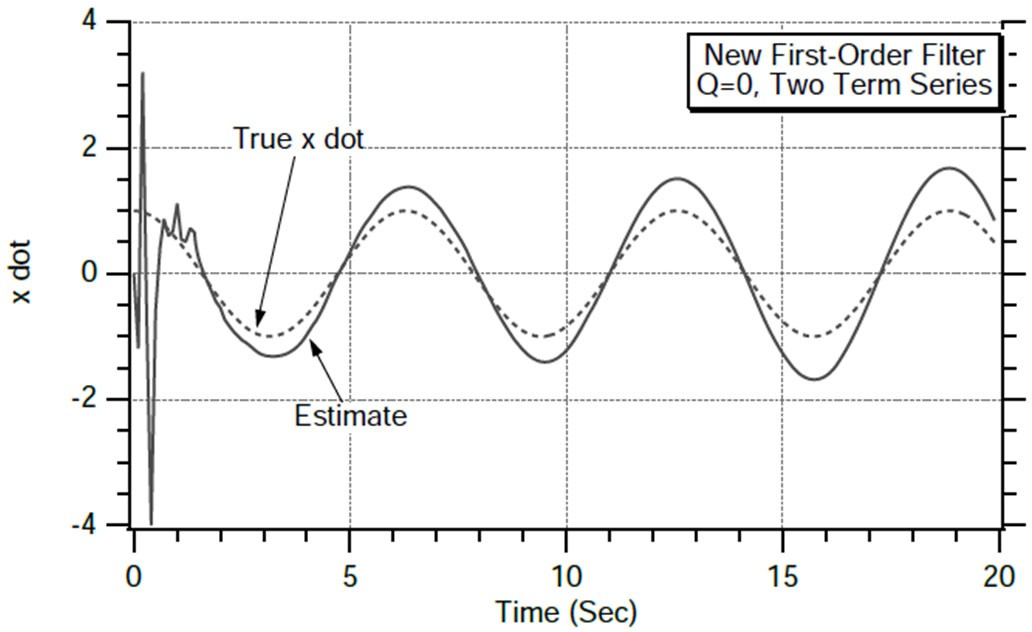 4
New First-Order Filter
Q=0, Two Term Series
True x dot
2
x dot
0
-2
Estimate
-4
0 5 10 15 20
Time (Sec)